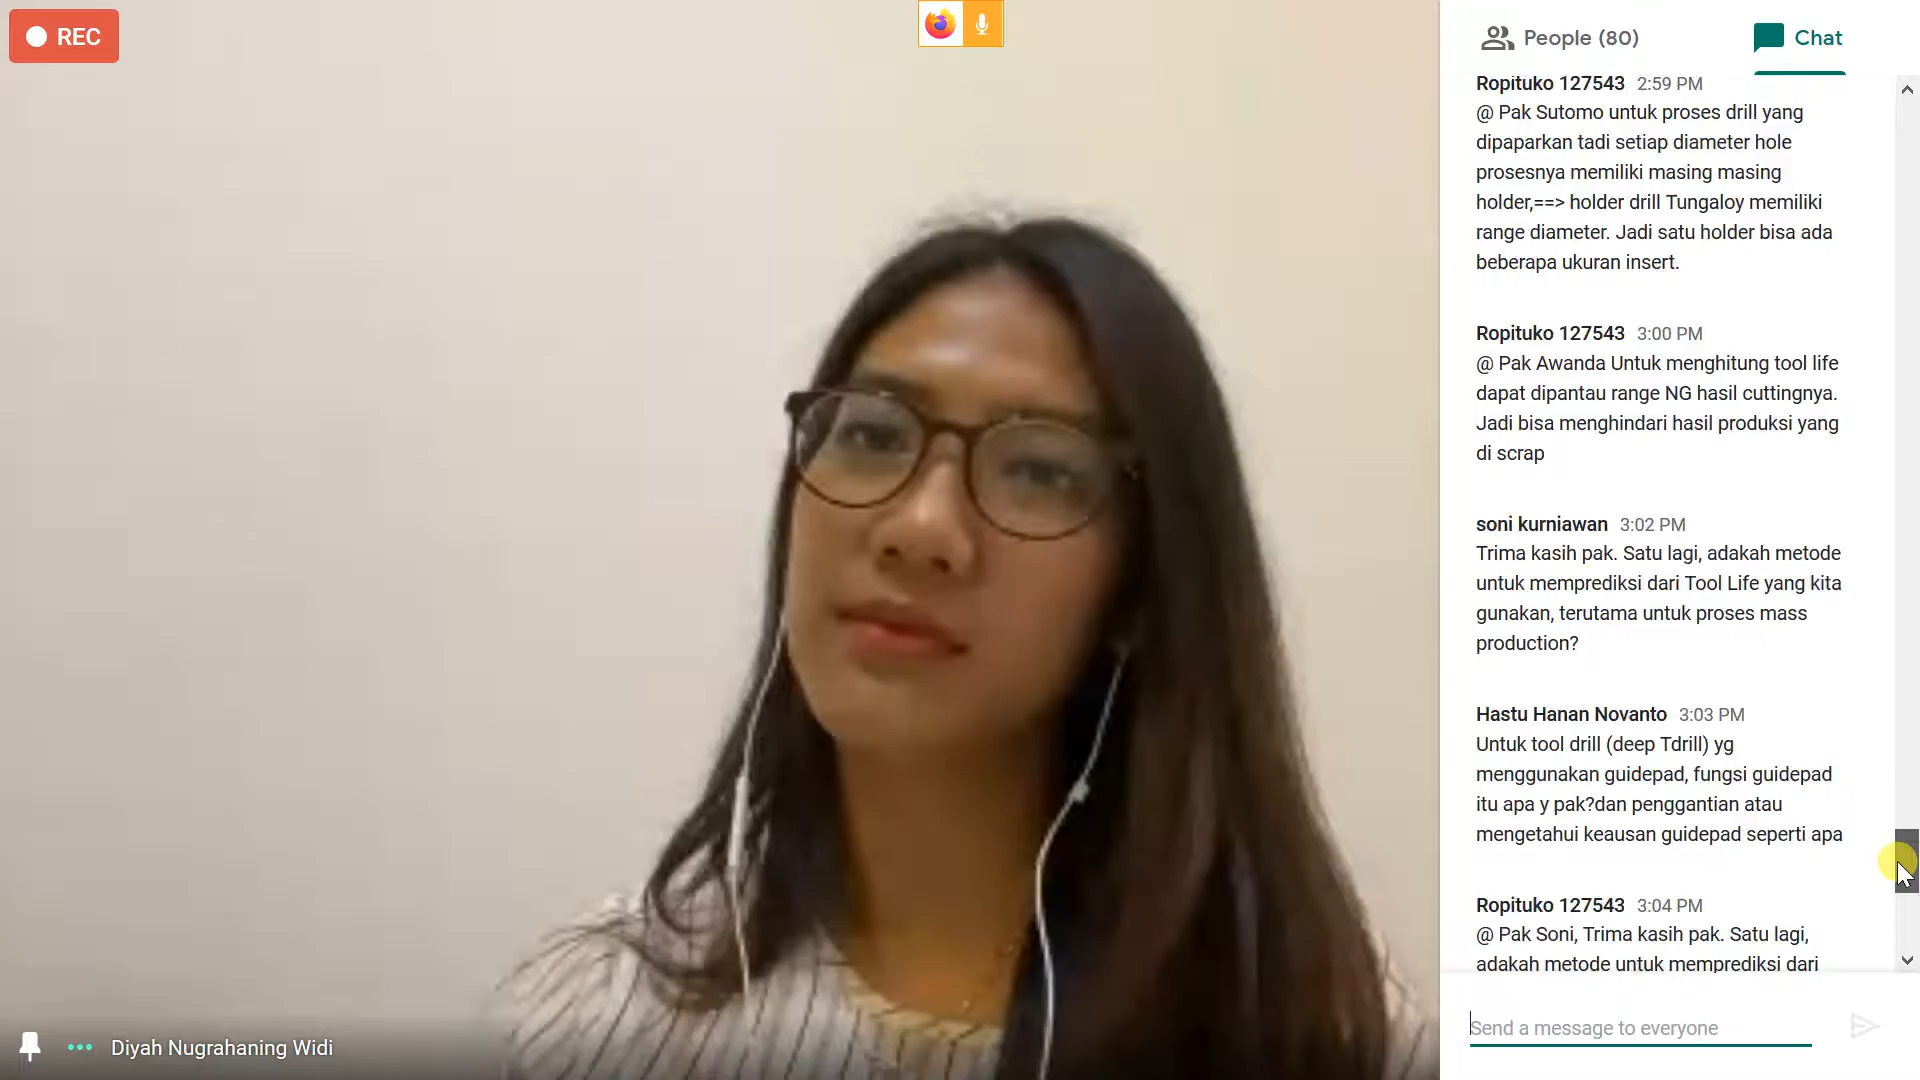 REC
People (80)
Chat
Ropituko 127543 2:59 PM
@ Pak Sutomo untuk proses drill yang
dipaparkan tadi setiap diameter hole
prosesnya memiliki masing masing
holder,==> holder drill Tungaloy memiliki
range diameter. Jadi satu holder bisa ada
beberapa ukuran insert.
Ropituko 127543 3:00 PM
@ Pak Awanda Untuk menghitung tool life
dapat dipantau range NG hasil cuttingnya.
Jadi bisa menghindari hasil produksi yang
di scrap
soni kurniawan 3:02 PM
Trima kasih pak. Satu lagi, adakah metode
untuk memprediksi dari Tool Life yang kita
gunakan, terutama untuk proses mass
production?
Hastu Hanan Novanto 3:03 PM
Untuk tool drill (deep Tdrill) yg
menggunakan guidepad, fungsi guidepad
itu apa y pak?dan penggantian atau
mengetahui keausan guidepad seperti apa
Ropituko 127543 3:04 PM
@ Pak Soni, Trima kasih pak. Satu lagi,
adakah metode untuk memprediksi dari
Send a message to everyone
Diyah Nugrahaning Widi